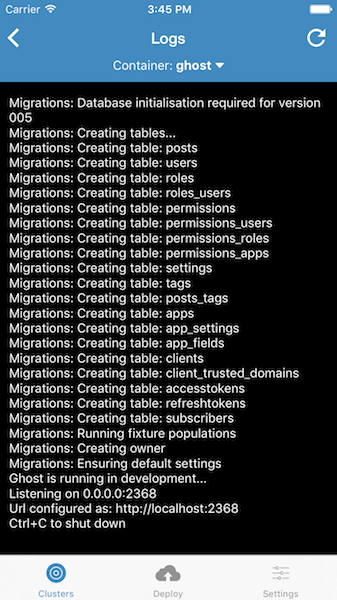 Carrier 3:45 PM
Logs
Container: ghost
Migrations: Database initialisation required for version
005
Migrations: Creating tables...
Migrations: Creating table: posts
Migrations: Creating table: users
Migrations: Creating table: roles
Migrations: Creating table: roles_users
Migrations: Creating table: permissions
Migrations: Creating table: permissions_users
Migrations: Creating table: permissions_roles
Migrations: Creating table: permissions_apps
Migrations: Creating table: settings
Migrations: Creating table: tags
Migrations: Creating table: posts_tags
Migrations: Creating table: apps
Migrations: Creating table: app_settings
Migrations: Creating table: app_fields
Migrations: Creating table: clients
Migrations: Creating table: client_trusted_domains
Migrations: Creating table: accesstokens
Migrations: Creating table: refreshtokens
Migrations: Creating table: subscribers
Migrations: Running fixture populations
Migrations: Creating owner
Migrations: Ensuring default settings
Ghost is running in development...
Listening on 0.0.0.0:2368
Url configured as: http://localhost:2368
Ctrl+C to shut down
Clusters Deploy Settings